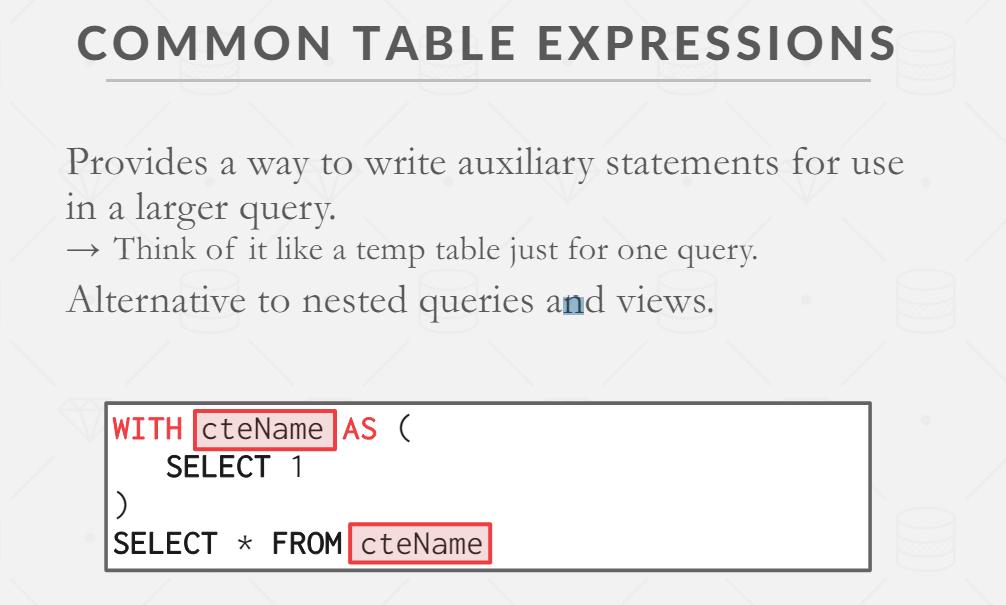 COMMON TABLE EXPRESSIONS
Provides a way to write auxiliary statements for use
in a larger query.
→ Think of it like a temp table just for one query.
Alternative to nested queries and views.
WITH cteName AS (
SELECT 1
)
SELECT * FROM cteName